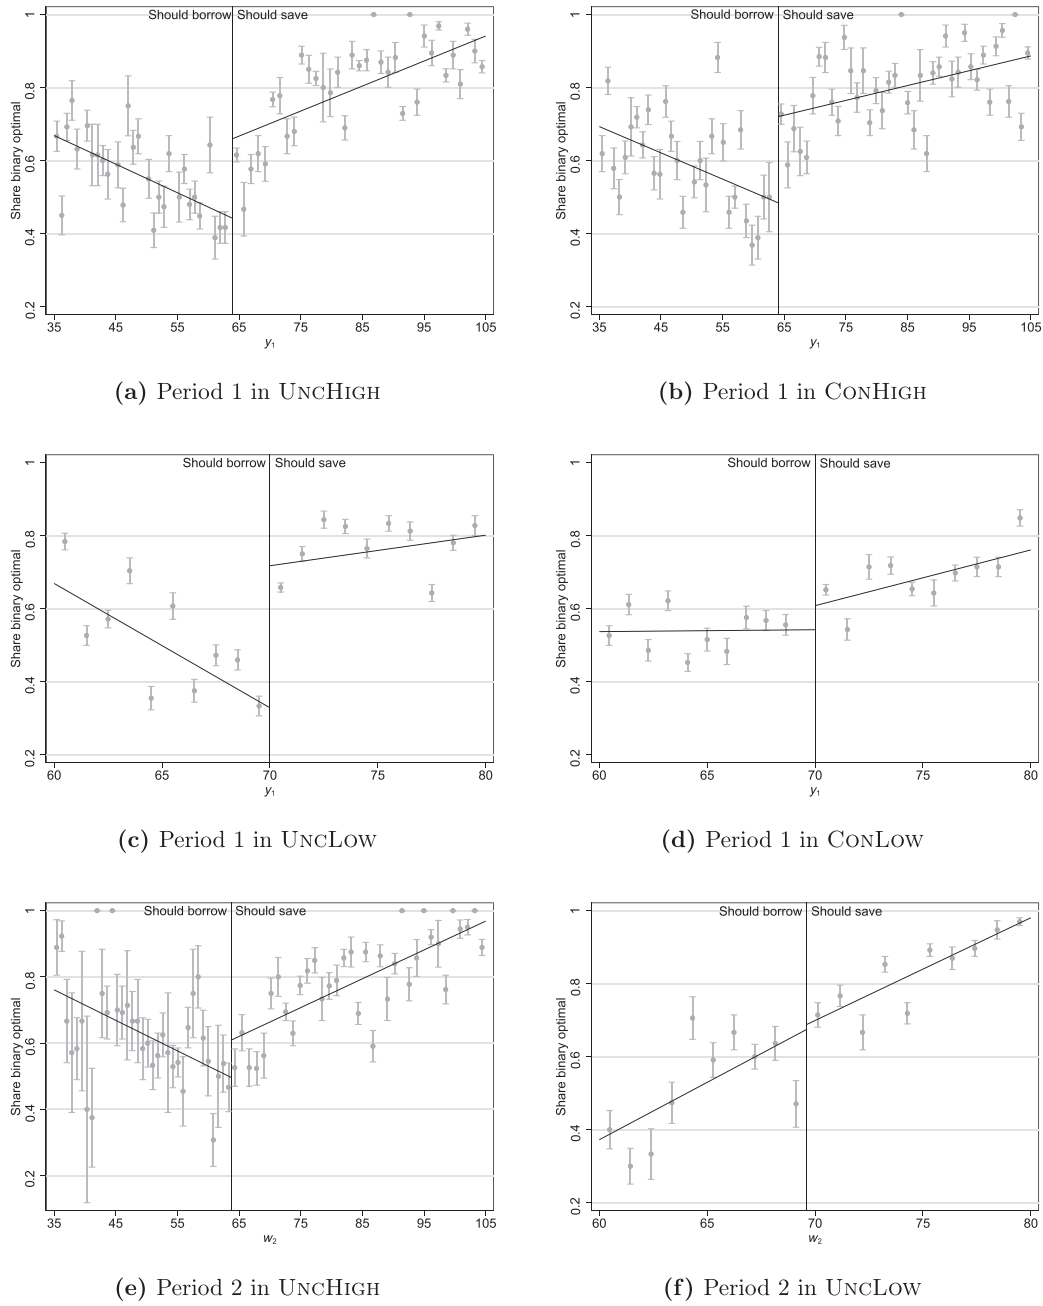 Should borrow Should save
1
0.8
0.6
0.4
0.2
Share binary optimal
35 45 55 65 75 85 95 105
y1
(a) Period 1 in UNCHIGH
Should borrow Should save
1
0.8
0.6
0.4
0.2
Share binary optimal
35 45 55 65 75 85 95 105
y1
(b) Period 1 in CONHIGH
Should borrow Should save
1
0.8
0.6
0.4
0.2
Share binary optimal
60 65 70 75 80
y1
(c) Period 1 in UNCLOW
Should borrow Should save
1
0.8
0.6
0.4
0.2
Share binary optimal
60 65 70 75 80
y1
(d) Period 1 in CONLOW
Should borrow Should save
1
0.8
0.6
0.4
0.2
Share binary optimal
35 45 55 65 75 85 95 105
w2
(e) Period 2 in UNCHIGH
Should borrow Should save
1
0.8
0.6
0.4
0.2
Share binary optimal
60 65 70 75 80
w2
(f) Period 2 in UNCLOW